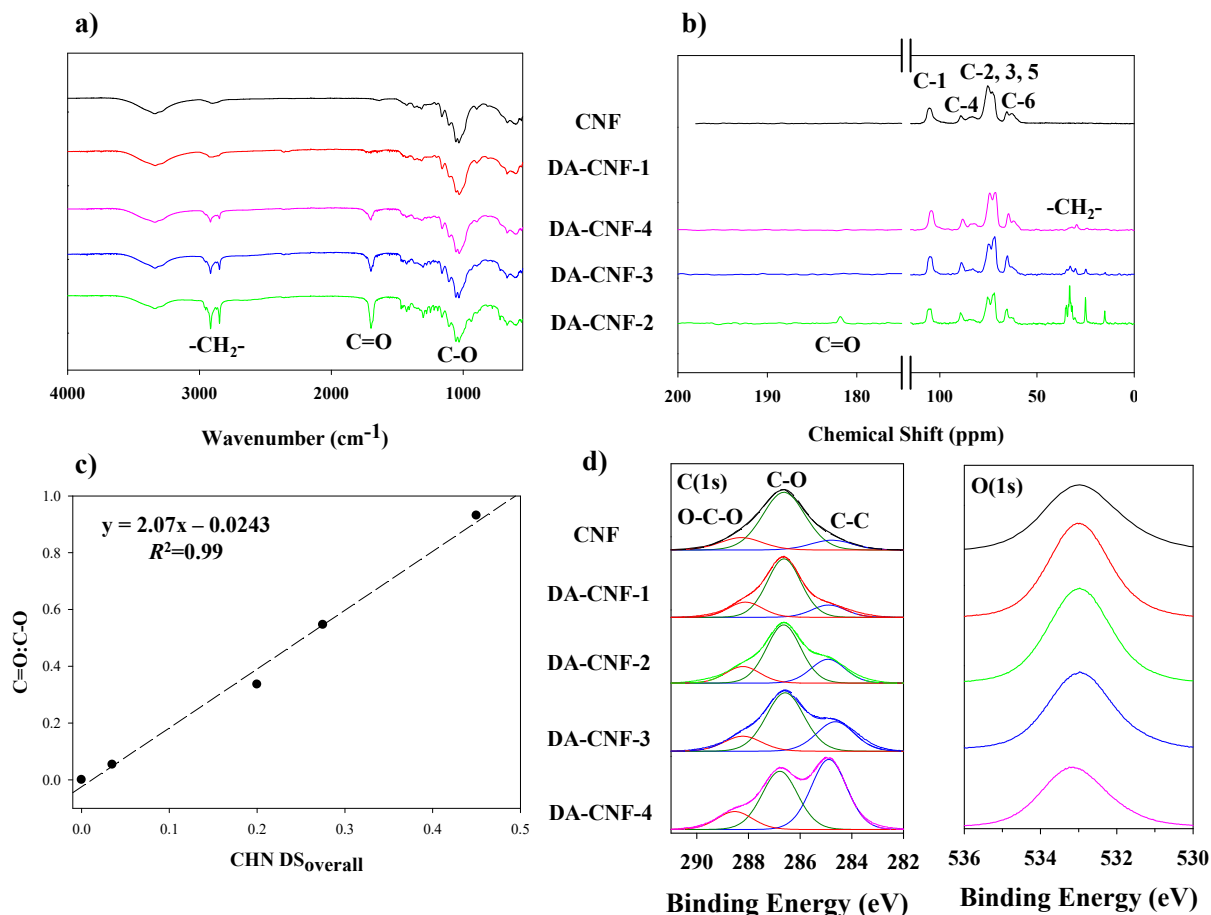 a)
CNF
DA-CNF-1
DA-CNF-4
DA-CNF-3
DA-CNF-2
-CH2-
C=O
C-O
4000 3000 2000 1000
Wavenumber (cm-1)
b)
C-1
C-4
C-2, 3, 5
C-6
-CH2-
C=O
200 190 180 100 50 0
Chemical Shift (ppm)
c)
y = 2.07x – 0.0243
R2=0.99
C=O:C-O
1.0
0.8
0.6
0.4
0.2
0.0
0.0 0.1 0.2 0.3 0.4 0.5
CHN DSoverall
d)
CNF
DA-CNF-1
DA-CNF-2
DA-CNF-3
DA-CNF-4
C(1s)
C-O
O-C-O
C-C
290 288 286 284 282
Binding Energy (eV)
O(1s)
536 534 532 530
Binding Energy (eV)